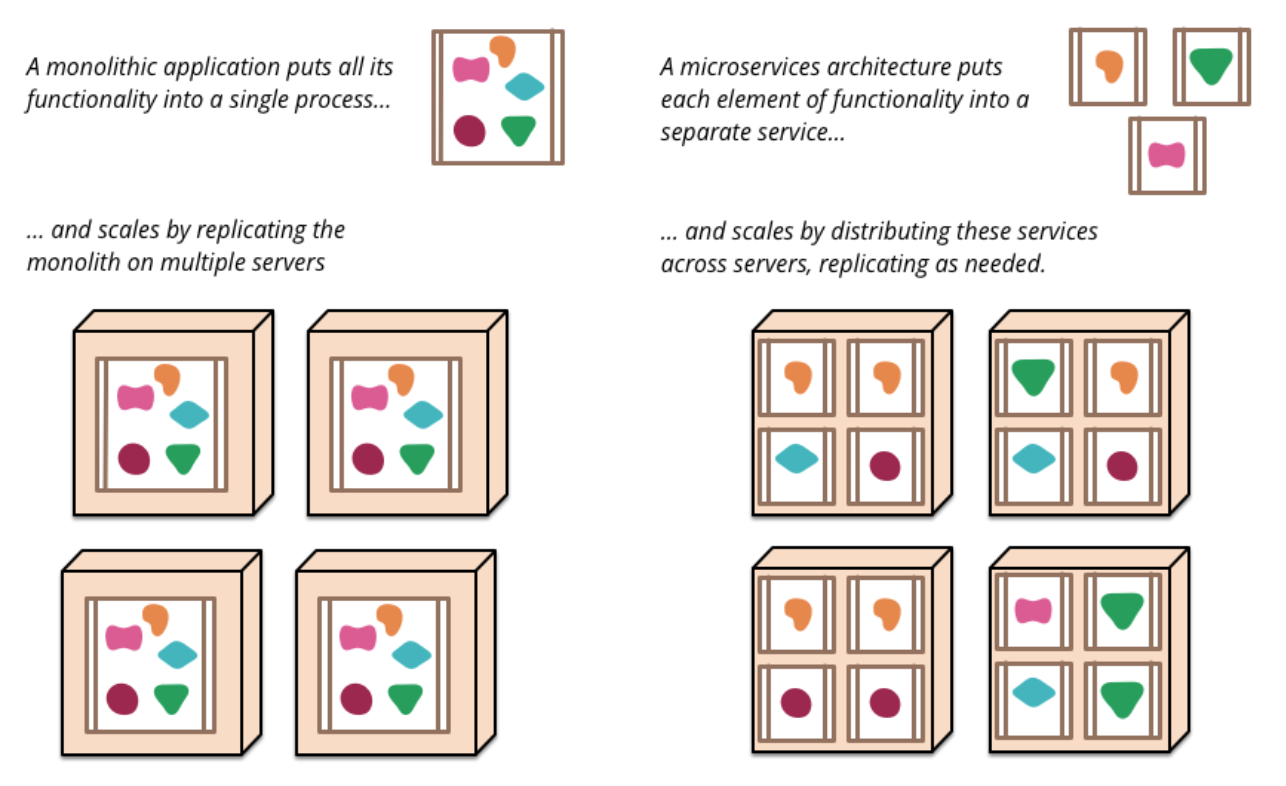 A monolithic application puts all its
functionality into a single process...
... and scales by replicating the
monolith on multiple servers
A microservices architecture puts
each element of functionality into a
separate service...
... and scales by distributing these services
across servers, replicating as needed.